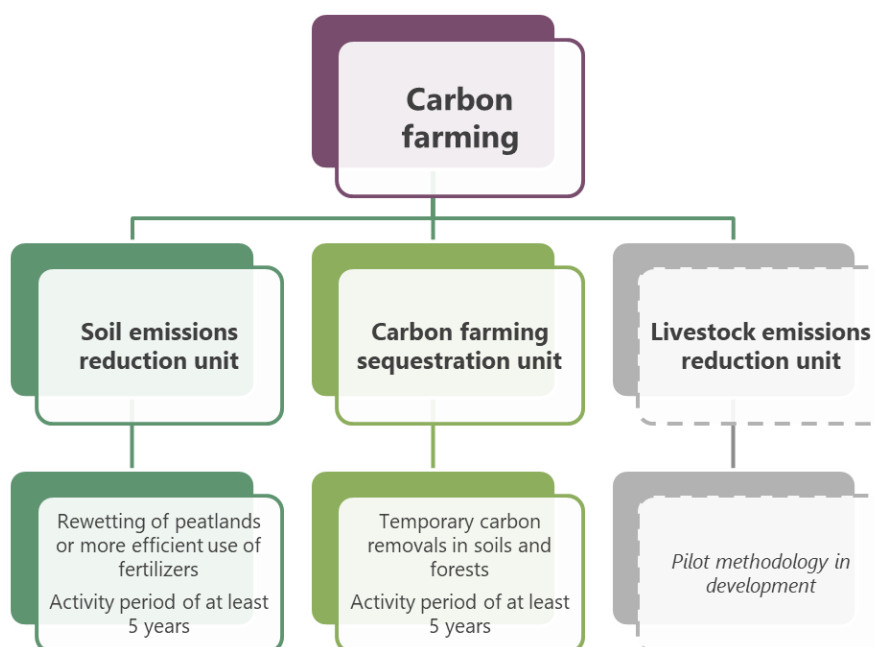 Carbon
farming
Soil emissions
reduction unit
Carbon farming
sequestration unit
Livestock emissions
reduction unit
Rewetting of peatlands
or more efficient use of
fertilizers
Activity period of at least
5 years
Temporary carbon
removals in soils and
forests
Activity period of at least
5 years
Pilot methodology in
development